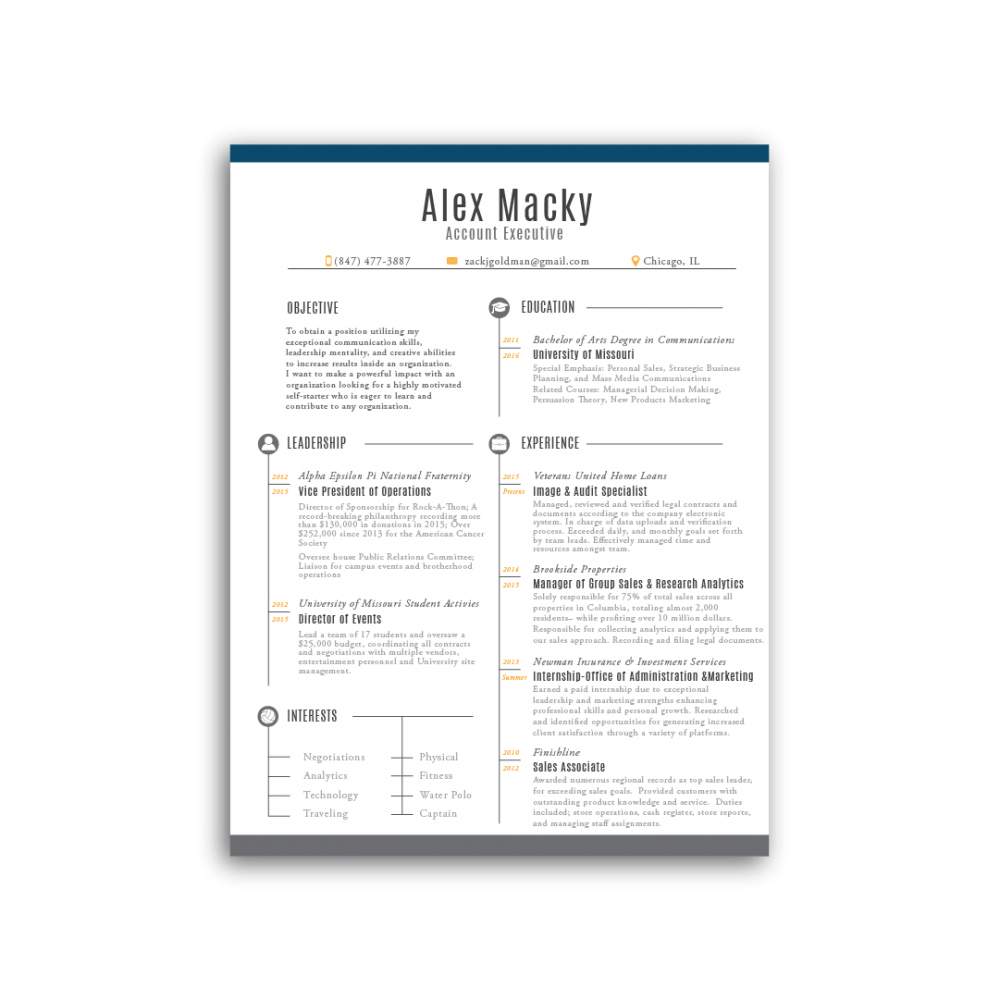 Alex Macky
Account Executive
(847) 477-3887 zackjgoldman@gmail.com Chicago, IL
OBJECTIVE
To obtain a position utilizing my
exceptional communication skills,
leadership mentality, and creative abilities
to increase results inside an organization.
I want to make a powerful impact with an
organization looking for a highly motivated
self-starter who is eager to learn and
contribute to any organization.
LEADERSHIP
2012 Alpha Epsilon Pi National Fraternity
2015 Vice President of Operations
Director of Sponsorship for Rock-A-Thon; A
record-breaking philanthropy recording more
than $130,000 in donations in 2015; Over
$252,000 since 2013 for the American Cancer
Society
Oversee house Public Relations Committee;
Liaison for campus events and brotherhood
operations
2012 University of Missouri Student Activies
2015 Director of Events
Lead a team of 17 students and oversaw a
$25,000 budget, coordinating all contracts
and negotiations with multiple vendors,
entertainment personnel and University site
management.
INTERESTS
Negotiations
Analytics
Technology
Traveling
Physical
Fitness
Water Polo
Captain
EDUCATION
2011 Bachelor of Arts Degree in Communications
2016 University of Missouri
Special Emphasis: Personal Sales, Strategic Business
Planning, and Mass Media Communications
Related Courses: Managerial Decision Making,
Persuasion Theory, New Products Marketing
EXPERIENCE
2015 Veterans United Home Loans
Present Image & Audit Specialist
Managed, reviewed and verified legal contracts and
documents according to the company electronic
system. In charge of data uploads and verification
process. Exceeded daily, and monthly goals set forth
by team leads. Effectively managed time and
resources amongst team.
2014 Brookside Properties
2015 Manager of Group Sales & Research Analytics
Solely responsible for 75% of total sales across all
properties in Columbia, totaling almost 2,000
residents– while profiting over 10 million dollars.
Responsible for collecting analytics and applying them to
our sales approach. Recording and filing legal documents.
2013 Newman Insurance & Investment Services
Summer Internship-Office of Administration &Marketing
Earned a paid internship due to exceptional
leadership and marketing strengths enhancing
professional skills and personal growth. Researched
and identified opportunities for generating increased
client satisfaction through a variety of platforms.
2010 Finishline
2012 Sales Associate
Awarded numerous regional records as top sales leader,
for exceeding sales goals. Provided customers with
outstanding product knowledge and service. Duties
included; store operations, cash register, store reports,
and managing staff assignments.